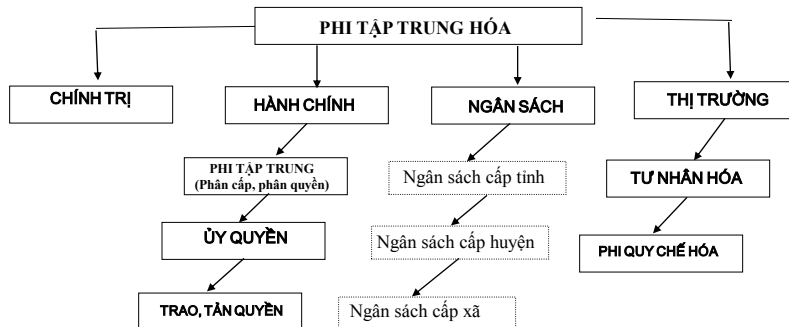 PHI TẬP TRUNG HÓA
CHÍNH TRỊ
HÀNH CHÍNH
NGÂN SÁCH
THỊ TRƯỜNG
PHI TẬP TRUNG
(Phân cấp, phân quyền)
Ngân sách cấp tỉnh
TƯ NHÂN HÓA
ỦY QUYỀN
Ngân sách cấp huyện
PHI QUY CHẾ HÓA
TRAO, TẢN QUYỀN
Ngân sách cấp xã